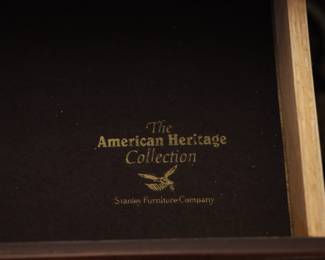 The
American Heritage
Collection
Stanley Furniture Company